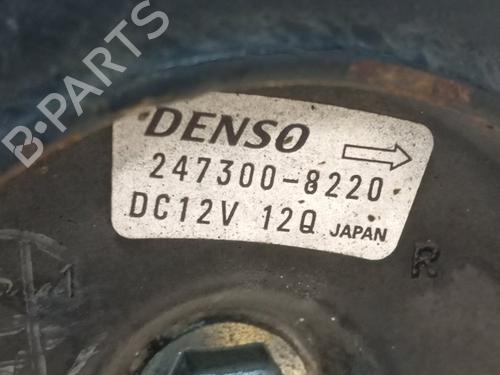 B-PARTS
DENSO
247300-8220
DC12V 12Q JAPAN
R